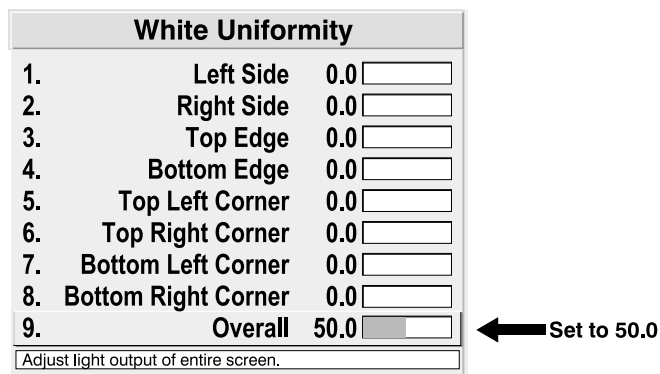 White Uniformity
1. Left Side 0.0
2. Right Side 0.0
3. Top Edge 0.0
4. Bottom Edge 0.0
5. Top Left Corner 0.0
6. Top Right Corner 0.0
7. Bottom Left Corner 0.0
8. Bottom Right Corner 0.0
9. Overall 50.0 Set to 50.0
Adjust light output of entire screen.